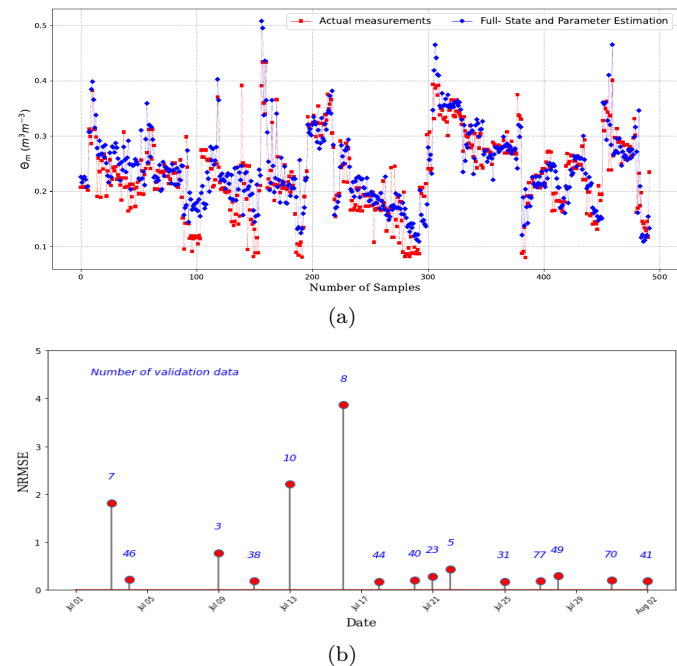 Actual measurements
Full- State and Parameter Estimation
0.5
0.4
0.3
0.2
0.1
Θm (m³m⁻³)
0
100
200
300
400
500
Number of Samples
(a)
5
4
3
2
1
0
NRMSE
Number of validation data
7
46
3
38
10
8
44
40
23
5
31
77
49
70
41
Jul 01
Jul 05
Jul 09
Jul 13
Jul 17
Jul 21
Jul 25
Jul 29
Aug 02
Date
(b)